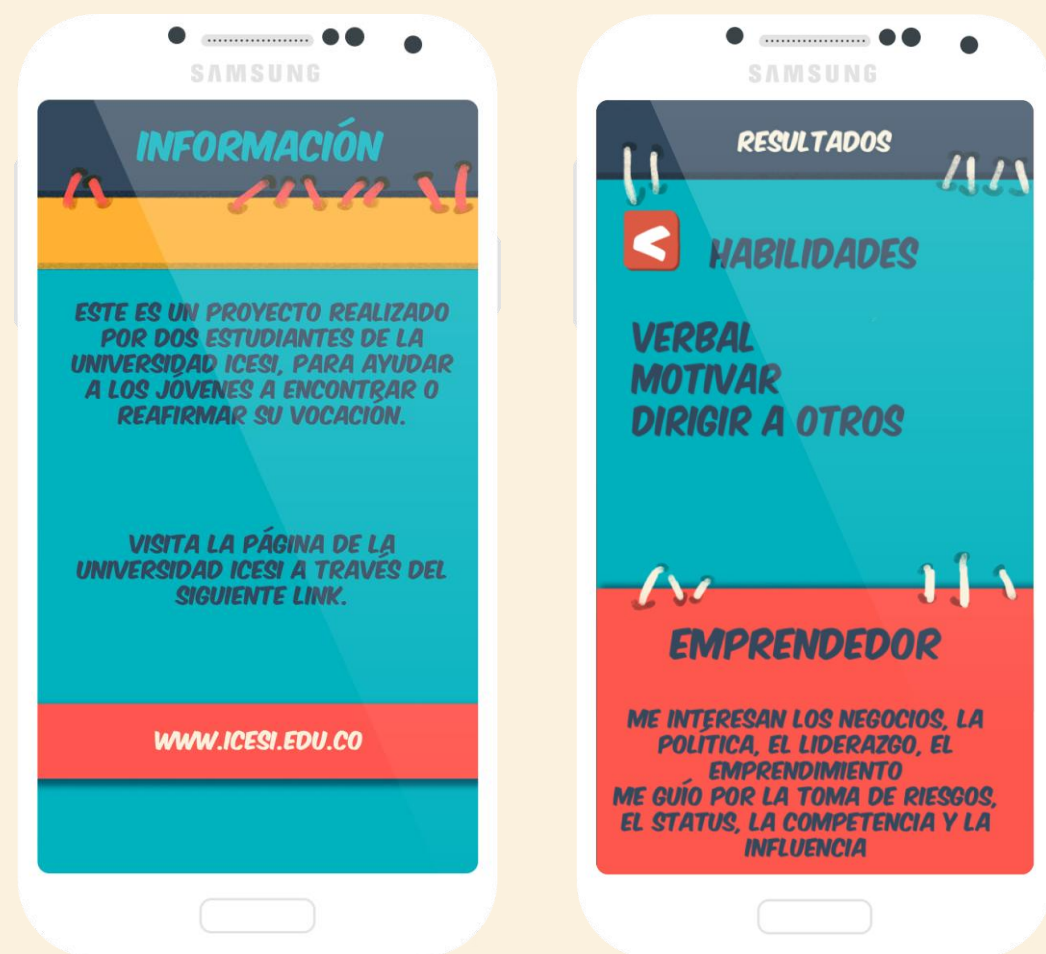 SAMSUNG
INFORMACIÓN
ESTE ES UN PROYECTO REALIZADO
POR DOS ESTUDIANTES DE LA
UNIVERSIDAD ICESI, PARA AYUDAR
A LOS JÓVENES A ENCONTRAR O
REAFIRMAR SU VOCACIÓN.
VISITA LA PÁGINA DE LA
UNIVERSIDAD ICESI A TRAVÉS DEL
SIGUIENTE LINK.
WWW.ICESI.EDU.CO
SAMSUNG
RESULTADOS
<
HABILIDADES
VERBAL
MOTIVAR
DIRIGIR A OTROS
EMPRENDEDOR
ME INTERESAN LOS NEGOCIOS, LA
POLÍTICA, EL LIDERAZGO, EL
EMPRENDIMIENTO
ME GUÍO POR LA TOMA DE RIESGOS,
EL STATUS, LA COMPETENCIA Y LA
INFLUENCIA